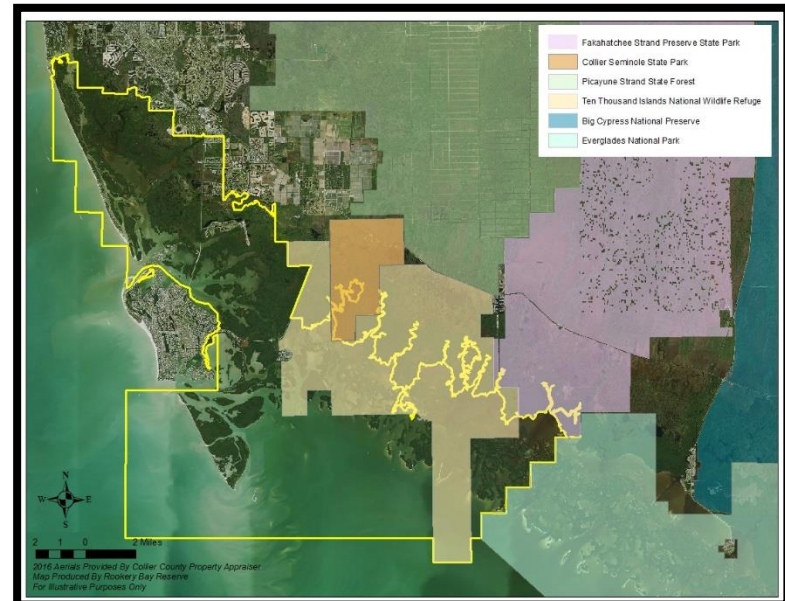 Fakahatchee Strand Preserve State Park
Collier Seminole State Park
Picayune Strand State Forest
Ten Thousand Islands National Wildlife Refuge
Big Cypress National Preserve
Everglades National Park
N
W E
S
2 1 0 2 Miles
2016 Aerials Provided By Collier County Property Appraiser
Map Produced By Rookery Bay Reserve
For Illustrative Purposes Only